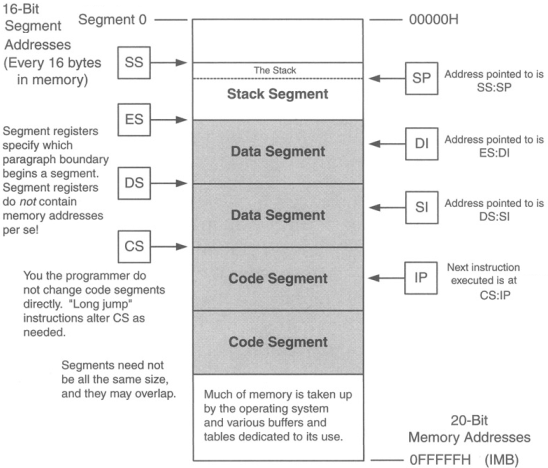 16-Bit
Segment
Addresses
(Every 16 bytes
in memory)
Segment 0
00000H
SS
The Stack
Stack Segment
SP
Address pointed to is
SS:SP
ES
Data Segment
DI
Address pointed to is
ES:DI
Segment registers
specify which
paragraph boundary
begins a segment.
Segment registers
do not contain
memory addresses
per se!
DS
Data Segment
SI
Address pointed to is
DS:SI
CS
Code Segment
IP
Next instruction
executed is at
CS:IP
You the programmer do
not change code segments
directly. "Long jump"
instructions alter CS as
needed.
Code Segment
Segments need not
be all the same size,
and they may overlap.
Much of memory is taken up
by the operating system
and various buffers and
tables dedicated to its use.
20-Bit
Memory Addresses
0FFFFFH (IMB)